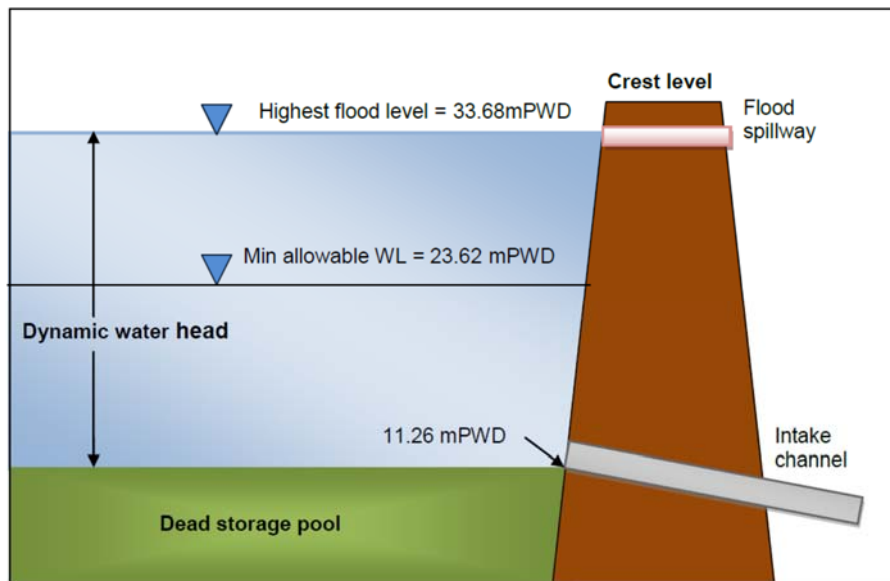 Crest level
Highest flood level = 33.68mPWD
Flood
spillway
Min allowable WL = 23.62 mPWD
Dynamic water head
11.26 mPWD
Intake
channel
Dead storage pool